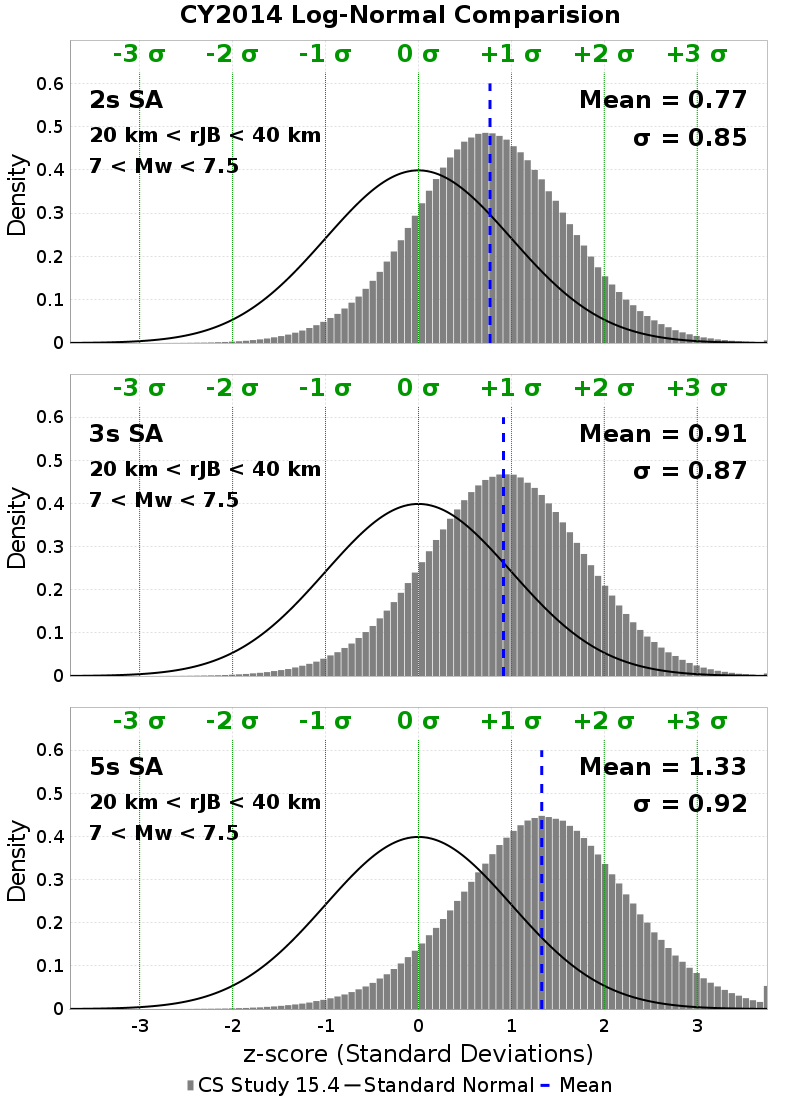 CY2014 Log-Normal Comparision
-3 σ -2 σ -1 σ 0 σ +1 σ +2 σ +3 σ
0.6
2s SA Mean = 0.77
0.5
20 km < rJB < 40 km σ = 0.85
7 < Mw < 7.5
0.4
0.3
0.2
0.1
0
Density
-3 σ -2 σ -1 σ 0 σ +1 σ +2 σ +3 σ
0.6
3s SA Mean = 0.91
0.5
20 km < rJB < 40 km σ = 0.87
7 < Mw < 7.5
0.4
0.3
0.2
0.1
0
Density
-3 σ -2 σ -1 σ 0 σ +1 σ +2 σ +3 σ
0.6
5s SA Mean = 1.33
0.5
20 km < rJB < 40 km σ = 0.92
7 < Mw < 7.5
0.4
0.3
0.2
0.1
0
Density
-3 -2 -1 0 1 2 3
z-score (Standard Deviations)
CS Study 15.4 Standard Normal Mean